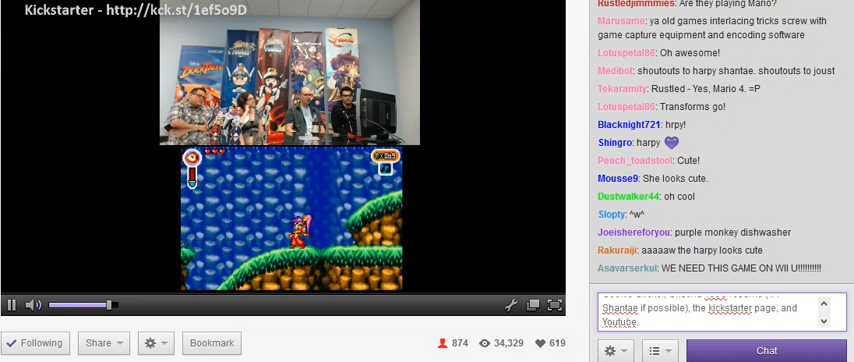 Kickstarter - http://kck.st/1ef5o9D
DUCKTALES
Rustledjimmmies: Are they playing Mario?
Marusame: ya old games interlacing tricks screw with
game capture equipment and encoding software
Lotuspetal86: Oh awesome!
Medibot: shoutouts to harpy shantae. shoutouts to joust
Tekaramity: Rustled - Yes, Mario 4. =P
Lotuspetal86: Transforms go!
Blacknight721: hrpy!
Shingro: harpy
Peach_toadstool: Cute!
Mousse9: She looks cute.
Dustwalker44: oh cool
Slopty: ^w^
Joeishereforyou: purple monkey dishwasher
Rakuraiji: aaaaaw the harpy looks cute
Asavarserkul: WE NEED THIS GAME ON WII U!!!!!!!!!!
Shantae if possible), the kickstarter page, and
Youtube.
Chat
Following
Share
Bookmark
874
34,329
619